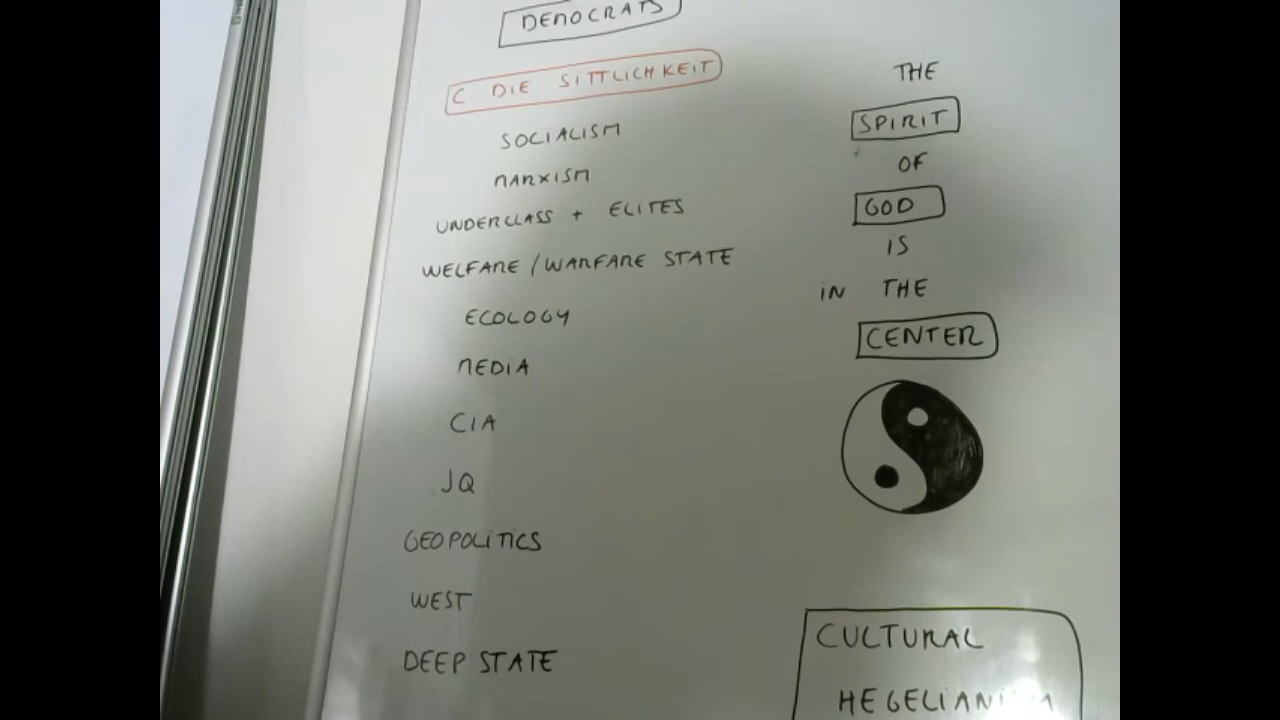 DEMOCRATS
C DIE SITTLICHKEIT
SOCIALISM
MARXISM
UNDERCLASS + ELITES
WELFARE / WARFARE STATE
ECOLOGY
MEDIA
CIA
JQ
GEOPOLITICS
WEST
DEEP STATE
THE
SPIRIT
OF
GOD
IS
IN THE
CENTER
CULTURAL
HEGELIANISM